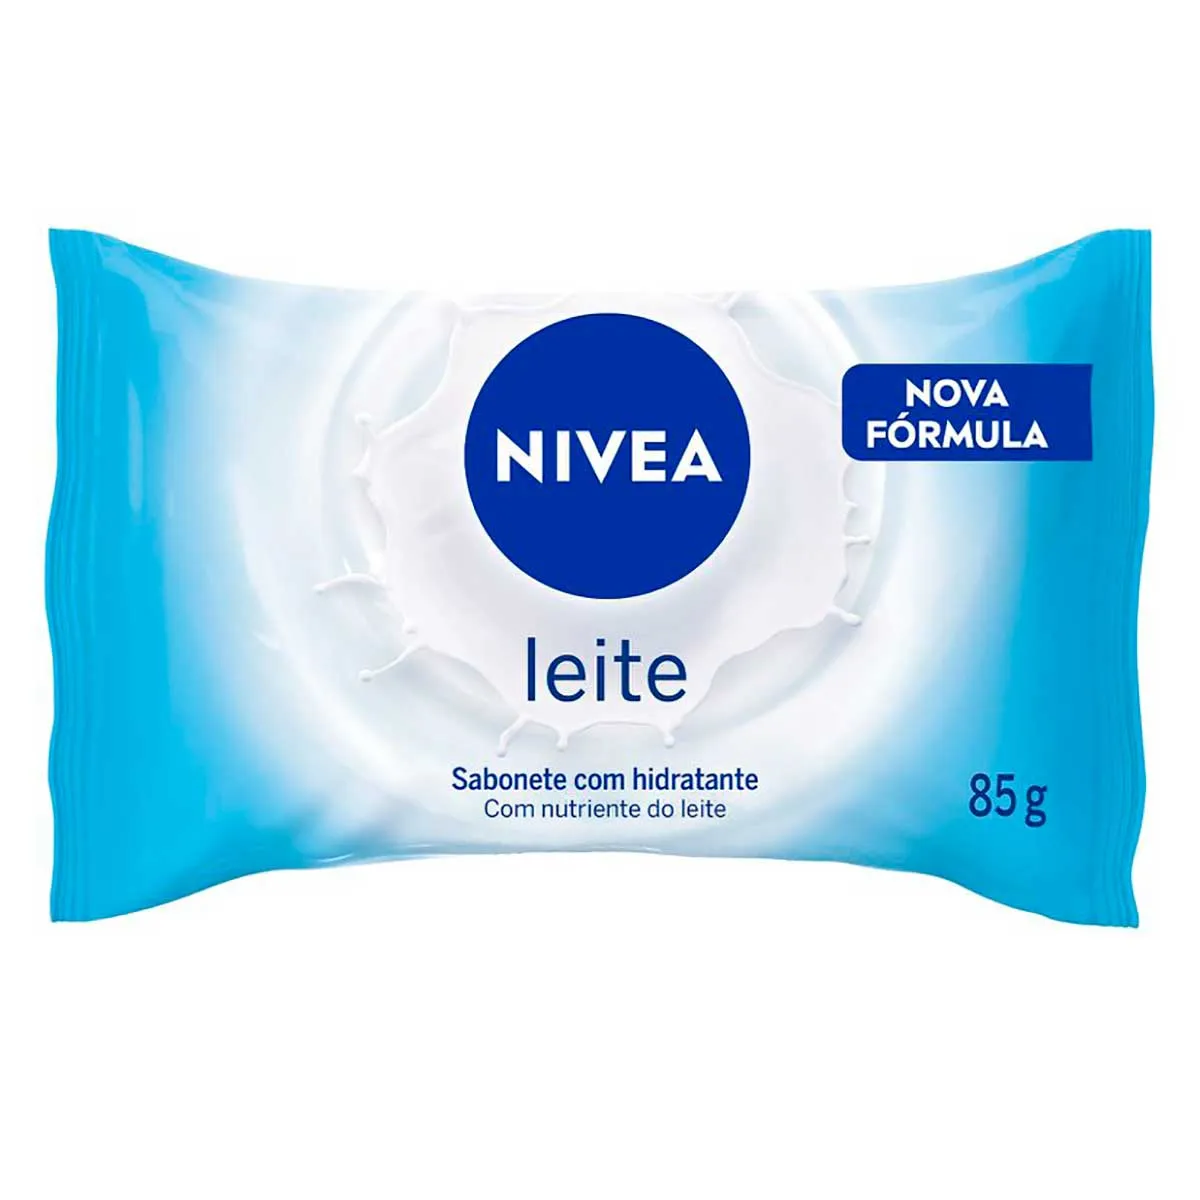 NIVEA
NOVA
FÓRMULA
leite
Sabonete com hidratante
Com nutriente do leite
85 g